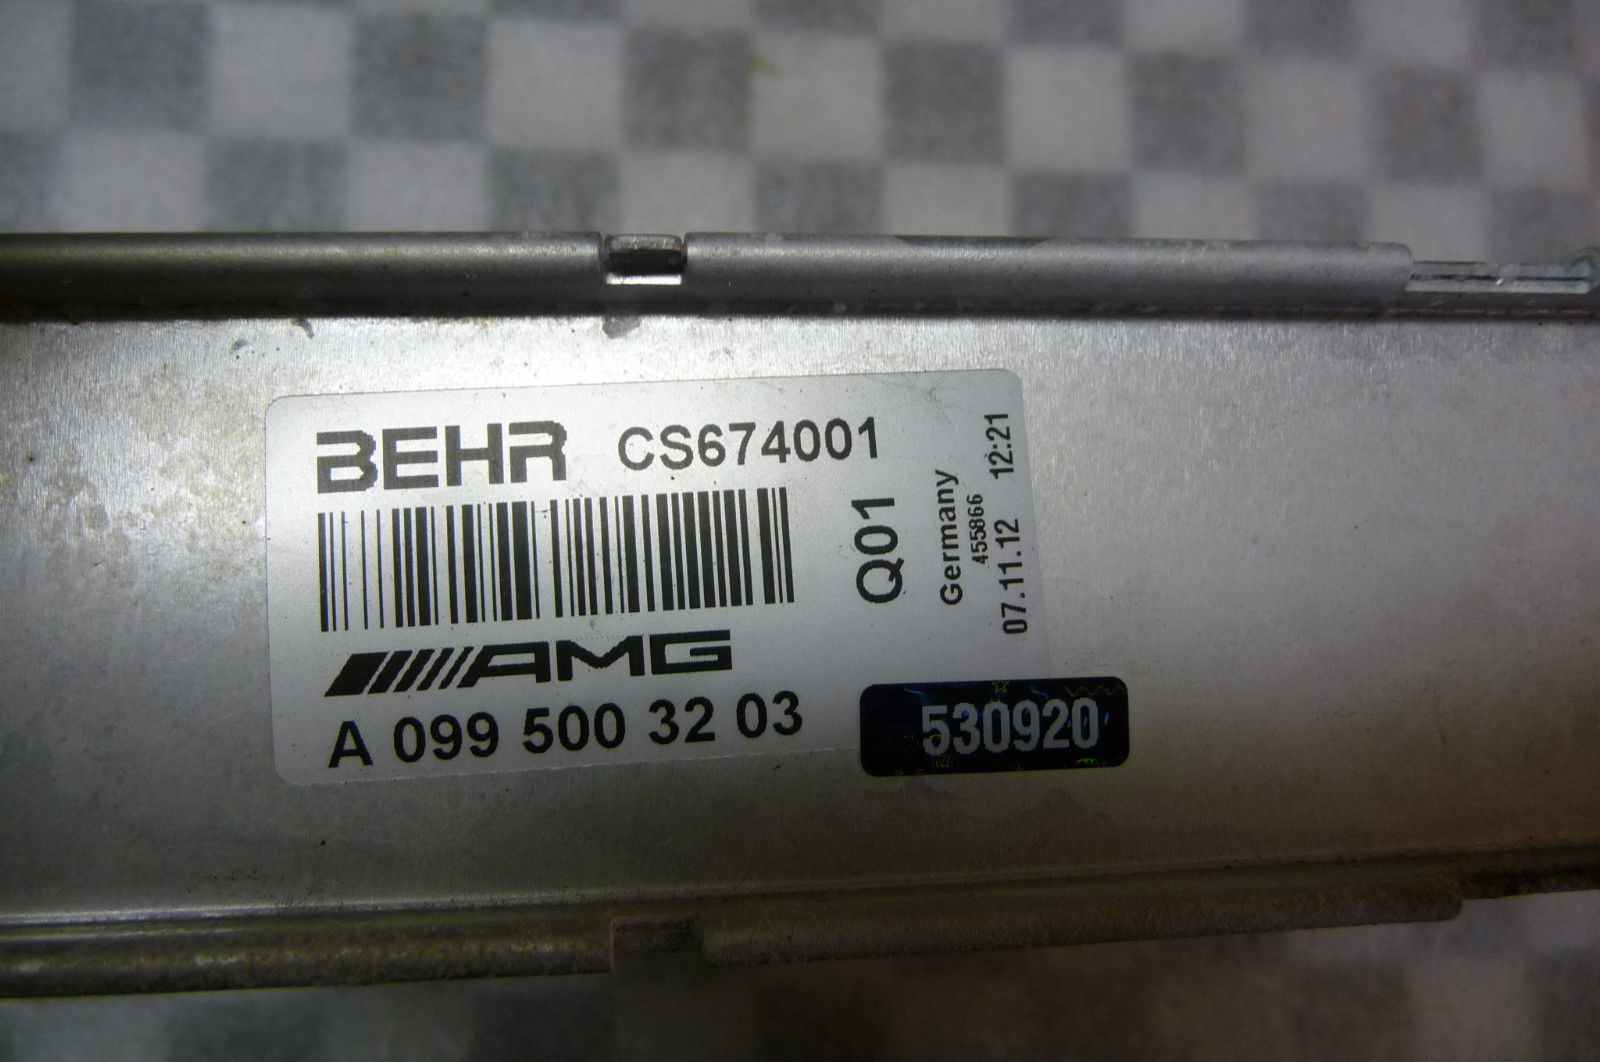 BEHR CS674001
Q01
Germany
455866
07.11.12 12:21
AMG
A 099 500 32 03
530920